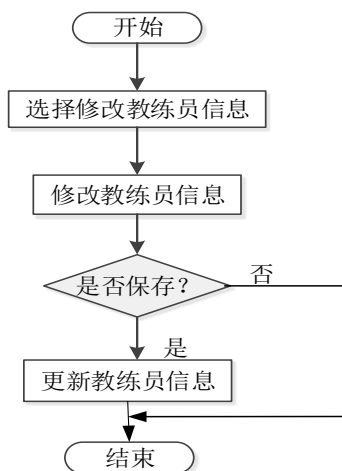 开始
选择修改教练员信息
修改教练员信息
是否保存？
否
是
更新教练员信息
结束